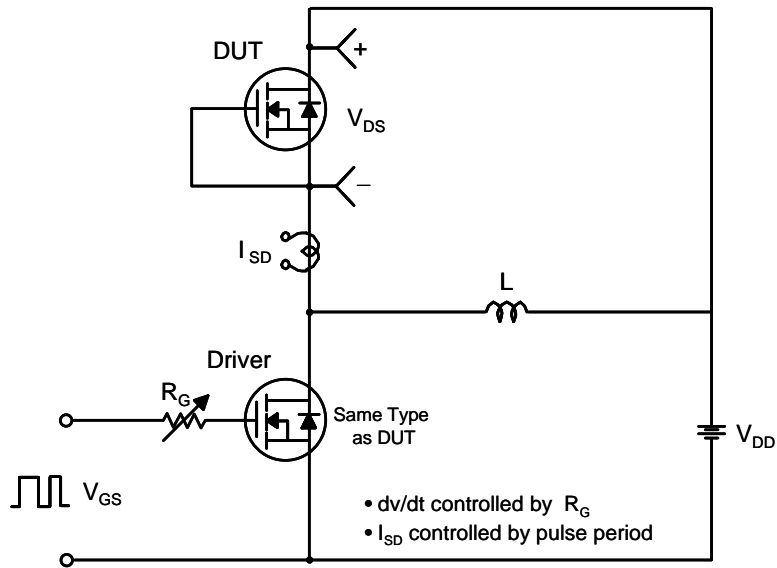 DUT
+
V_DS
−
I_SD
L
Driver
R_G
Same Type
as DUT
V_DD
V_GS
• dv/dt controlled by R_G
• I_SD controlled by pulse period